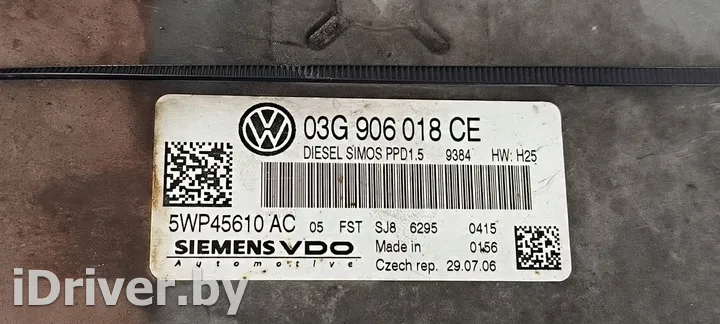 03G 906 018 CE
DIESEL SIMOS PPD1.5 9384 HW: H25
5WP45610 AC 05 FST SJ8 6295 0415
SIEMENS VDO Made in 0156
Automotive Czech rep. 29.07.06
iDriver.by